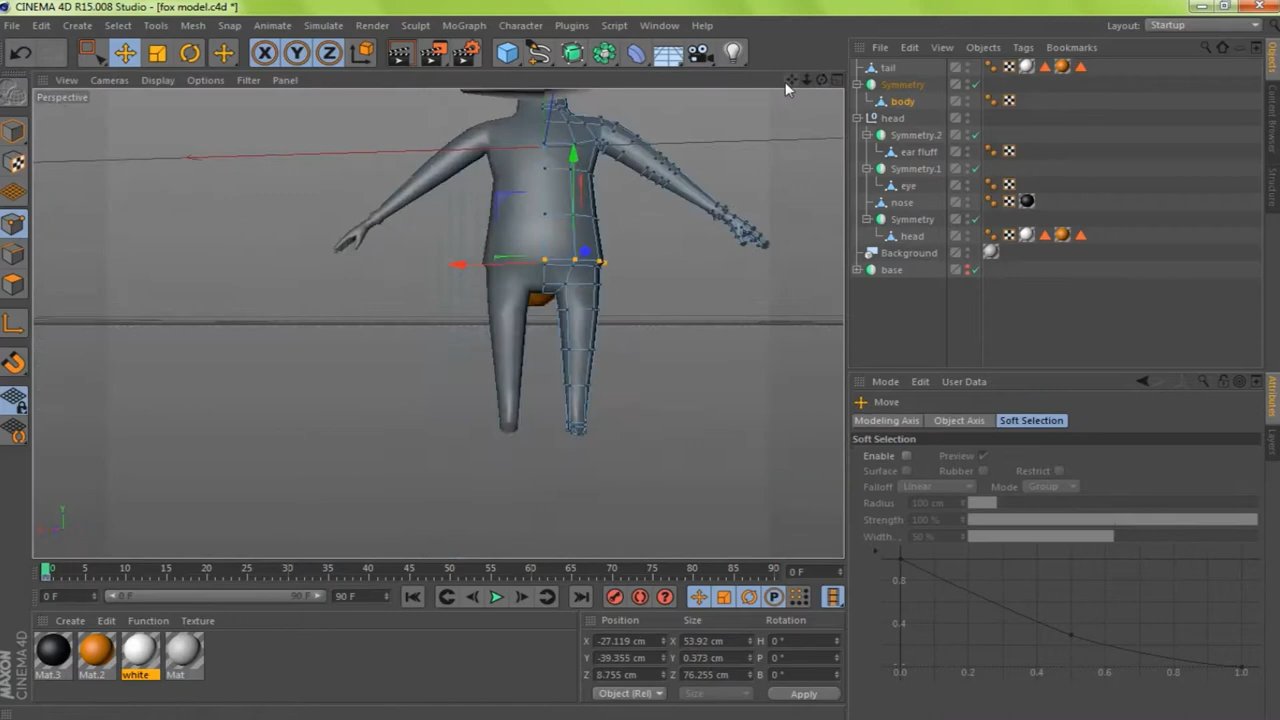 CINEMA 4D R15.008 Studio - [fox model.c4d *]
File Edit Create Select Tools Mesh Snap Animate Simulate Render Sculpt MoGraph Character Plugins Script Window Help
Layout: Startup
X Y Z
View Cameras Display Options Filter Panel
Perspective
Y
File Edit View Objects Tags Bookmarks
tail
Symmetry
body
head
Symmetry.2
ear fluff
Symmetry.1
eye
nose
Symmetry
head
Background
base
Objects
Content Browser
Structure
Mode Edit User Data
Move
Modeling Axis Object Axis Soft Selection
Soft Selection
Enable Preview
Surface Rubber Restrict
Falloff Linear Mode Group
Radius 100 cm
Strength 100 %
Width.. 50 %
0.8
0.4
0.0 0.2 0.4 0.6 0.8 1.0
Attributes
Layers
0 5 10 15 20 25 30 35 40 45 50 55 60 65 70 75 80 85 90 0 F
0 F 0 F 90 F 90 F
P
Create Edit Function Texture
Mat.3 Mat.2 white Mat
Position Size Rotation
X -27.119 cm X 53.92 cm H 0 °
Y -39.355 cm Y 0.373 cm P 0 °
Z 8.755 cm Z 76.255 cm B 0 °
Object (Rel) Size Apply
MAXON CINEMA 4D